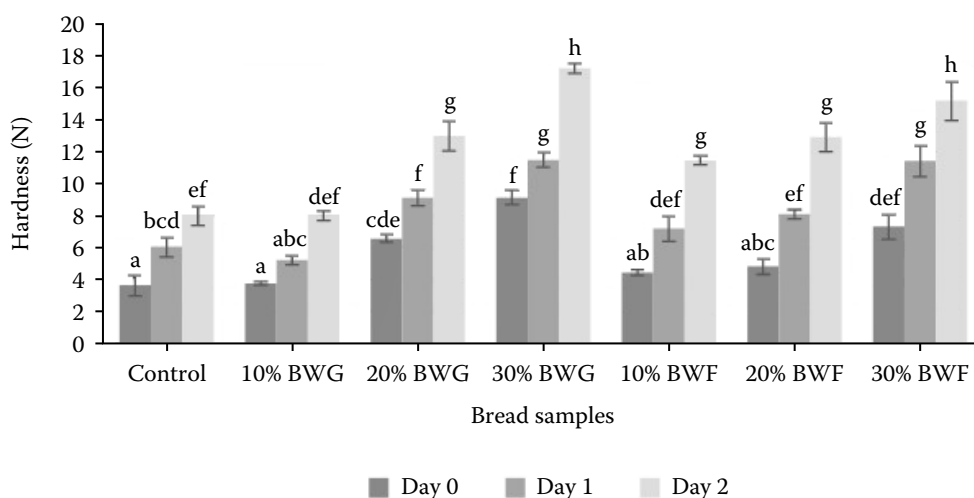 20
18
16
14
12
10
8
6
4
2
0
Hardness (N)
a bcd ef
a abc def
cde f g
f g h
ab def g
abc ef g
def g h
Control 10% BWG 20% BWG 30% BWG 10% BWF 20% BWF 30% BWF
Bread samples
Day 0 Day 1 Day 2